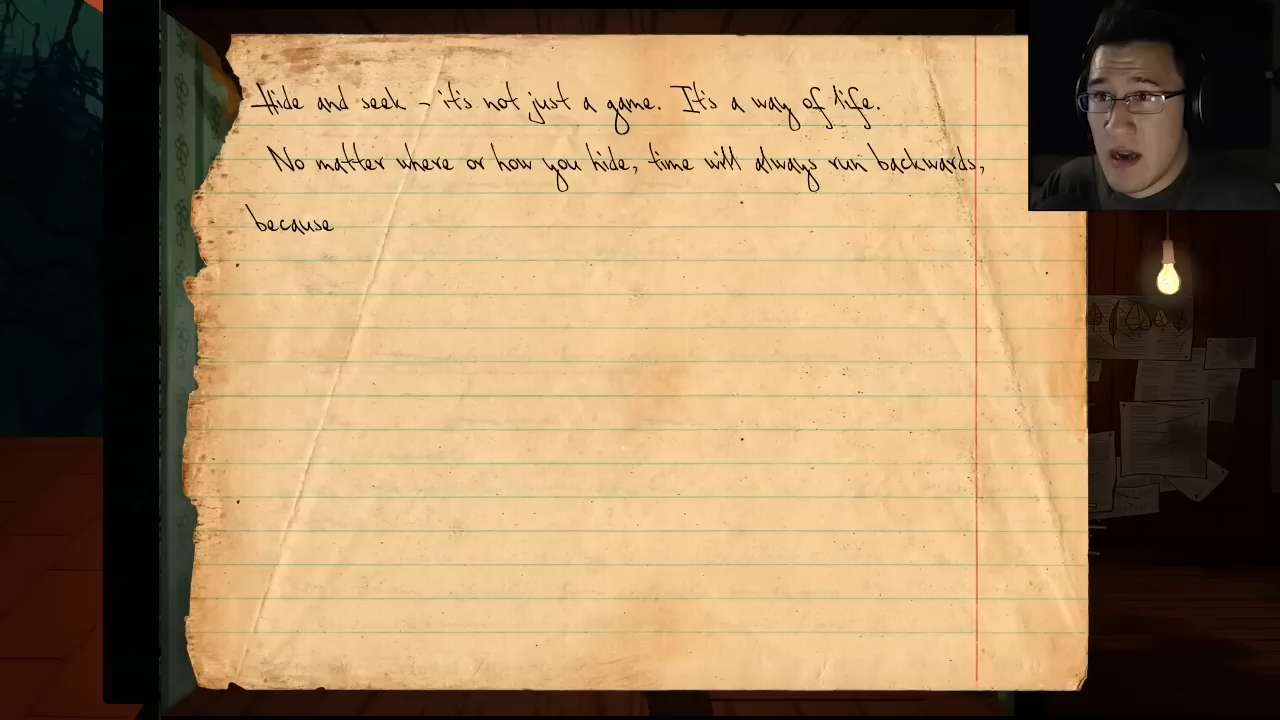 Hide and seek - it's not just a game. It's a way of life.
No matter where or how you hide, time will always run backwards,
because